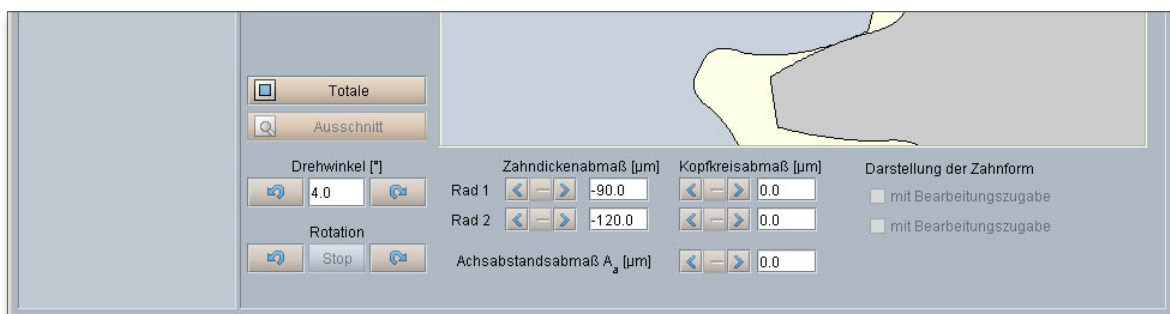 Totale
Ausschnitt
Drehwinkel [°]
4.0
Rotation
Stop
Zahndickenabmaß [µm]
Kopfkreisabmaß [µm]
Rad 1
-90.0
0.0
Rad 2
-120.0
0.0
Achsabstandsabmaß Aa [µm]
0.0
Darstellung der Zahnform
mit Bearbeitungszugabe
mit Bearbeitungszugabe